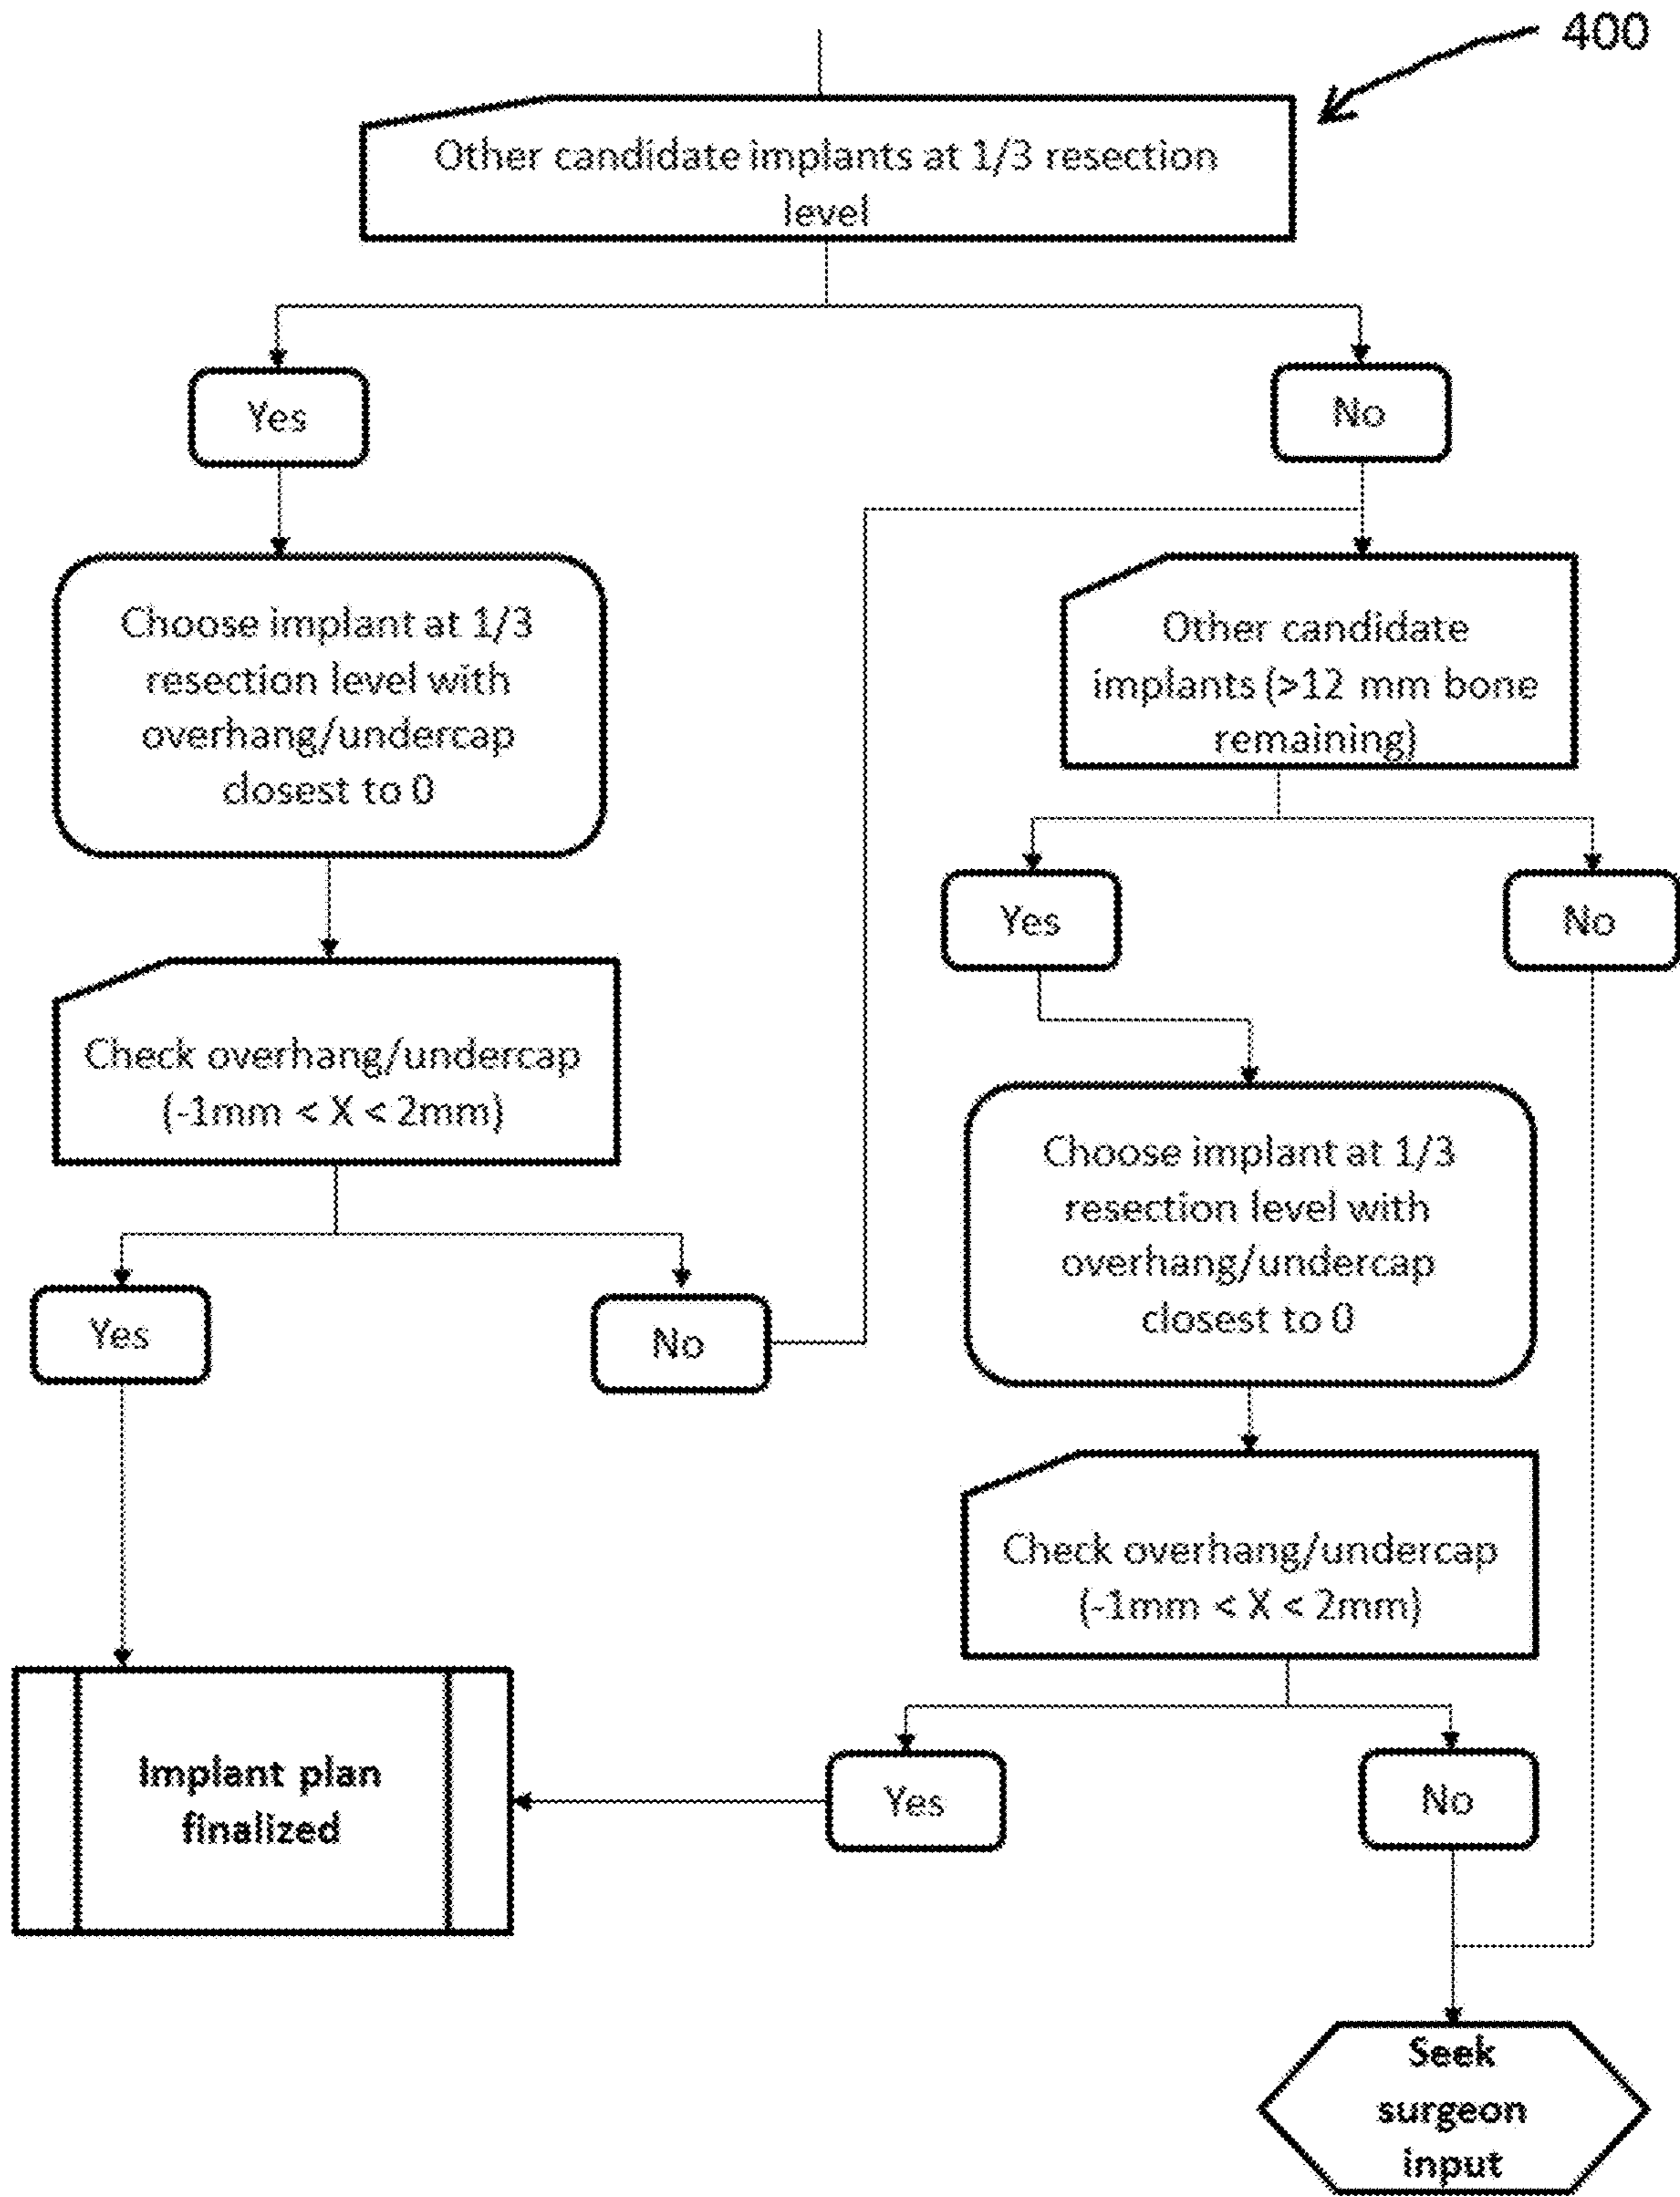 400
Other candidate implants at 1/3 resection
level
Yes
No
Choose implant at 1/3
resection level with
overhang/undercap
closest to 0
Other candidate
implants (>12 mm bone
remaining)
Yes
No
Check overhang/undercap
(-1mm < X < 2mm)
Choose implant at 1/3
resection level with
overhang/undercap
closest to 0
Yes
No
Check overhang/undercap
(-1mm < X < 2mm)
Implant plan
finalized
Yes
No
Seek
surgeon
input